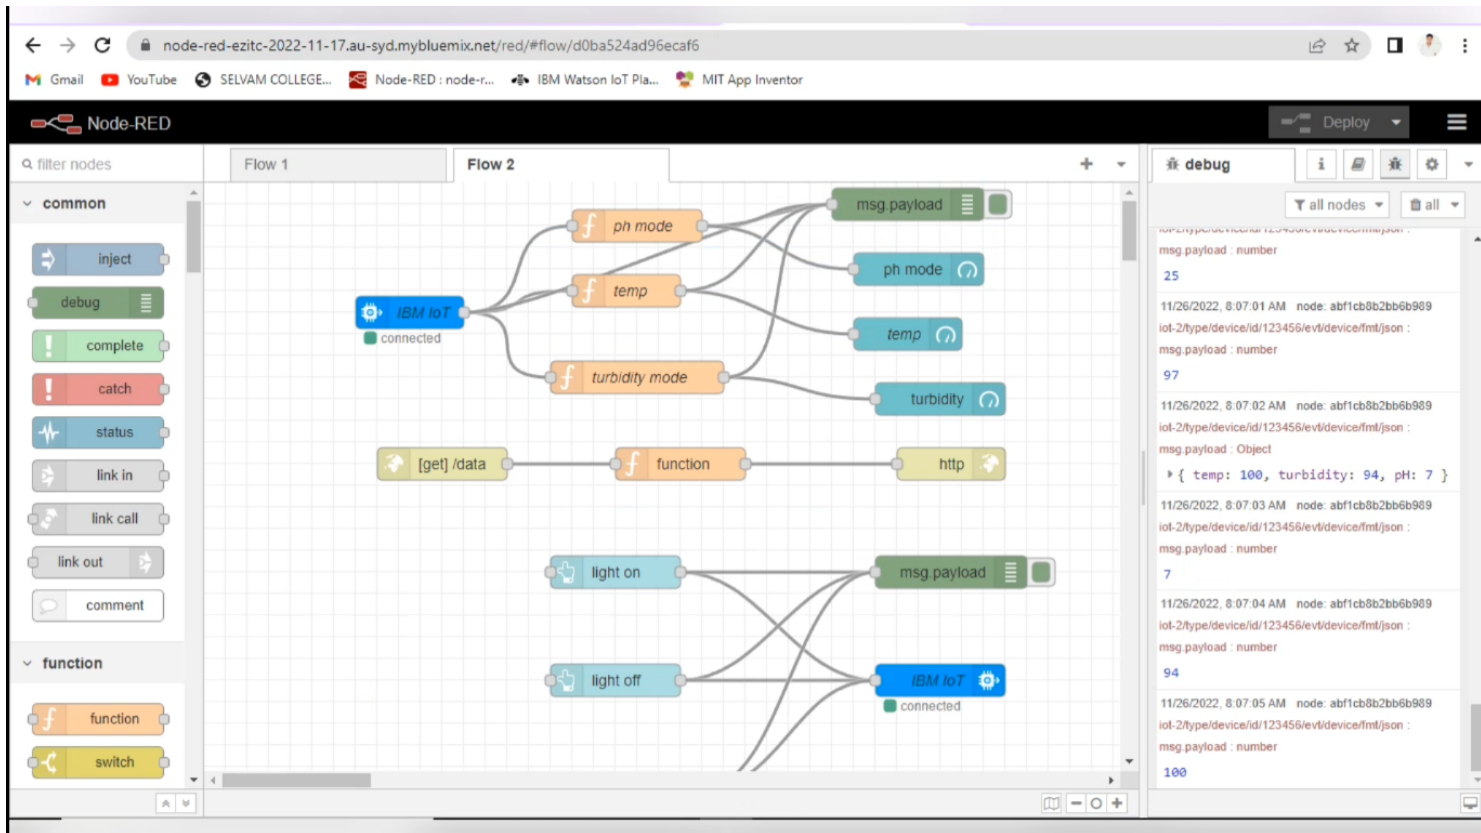 node-red-ezitc-2022-11-17.au-syd.mybluemix.net/red/#flow/d0ba524ad96ecaf6
Gmail YouTube SELVAM COLLEGE... Node-RED : node-r... IBM Watson IoT Pla... MIT App Inventor
Node-RED Deploy
filter nodes
common
inject
debug
complete
catch
status
link in
link call
link out
comment
function
function
switch
Flow 1 Flow 2
ph mode
msg.payload
ph mode
temp
IBM IoT
connected
temp
turbidity mode
turbidity
[get] /data function http
light on
msg.payload
light off
IBM IoT
connected
debug
all nodes all
msg.payload : number
25
11/26/2022, 8:07:01 AM node: abf1cb8b2bb6b989
iot-2/type/device/id/123456/evt/device/fmt/json :
msg.payload : number
97
11/26/2022, 8:07:02 AM node: abf1cb8b2bb6b989
iot-2/type/device/id/123456/evt/device/fmt/json :
msg.payload : Object
{ temp: 100, turbidity: 94, pH: 7 }
11/26/2022, 8:07:03 AM node: abf1cb8b2bb6b989
iot-2/type/device/id/123456/evt/device/fmt/json :
msg.payload : number
7
11/26/2022, 8:07:04 AM node: abf1cb8b2bb6b989
iot-2/type/device/id/123456/evt/device/fmt/json :
msg.payload : number
94
11/26/2022, 8:07:05 AM node: abf1cb8b2bb6b989
iot-2/type/device/id/123456/evt/device/fmt/json :
msg.payload : number
100